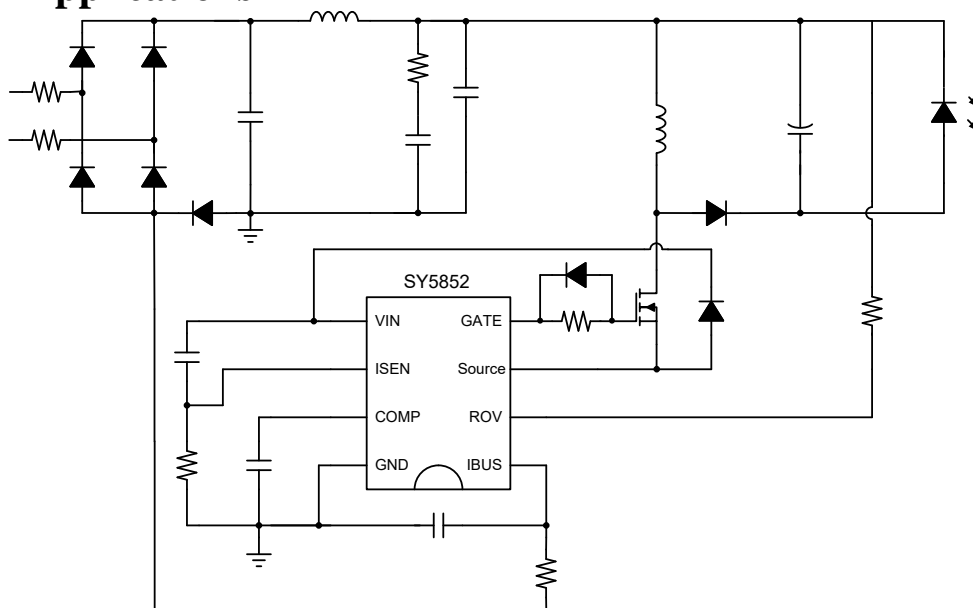 SY5852
VIN
GATE
ISEN
Source
COMP
ROV
GND
IBUS